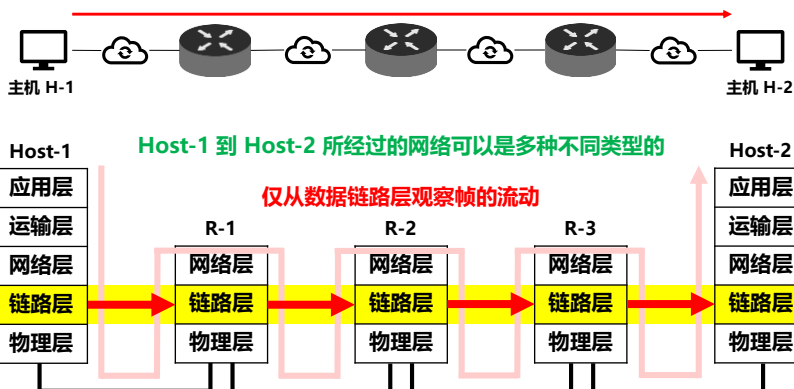 主机 H-1
主机 H-2
Host-1 到 Host-2 所经过的网络可以是多种不同类型的
Host-1
Host-2
仅从数据链路层观察帧的流动
应用层
应用层
运输层
R-1
R-2
R-3
运输层
网络层
网络层
网络层
网络层
网络层
链路层
链路层
链路层
链路层
链路层
物理层
物理层
物理层
物理层
物理层